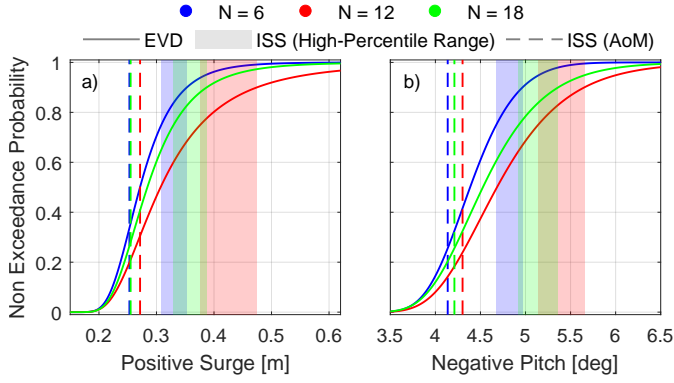 N = 6 N = 12 N = 18
EVD ISS (High-Percentile Range) ISS (AoM)
Non Exceedance Probability
1
0.8
0.6
0.4
0.2
0
a)
0.2 0.3 0.4 0.5 0.6
Positive Surge [m]
b)
3.5 4 4.5 5 5.5 6 6.5
Negative Pitch [deg]